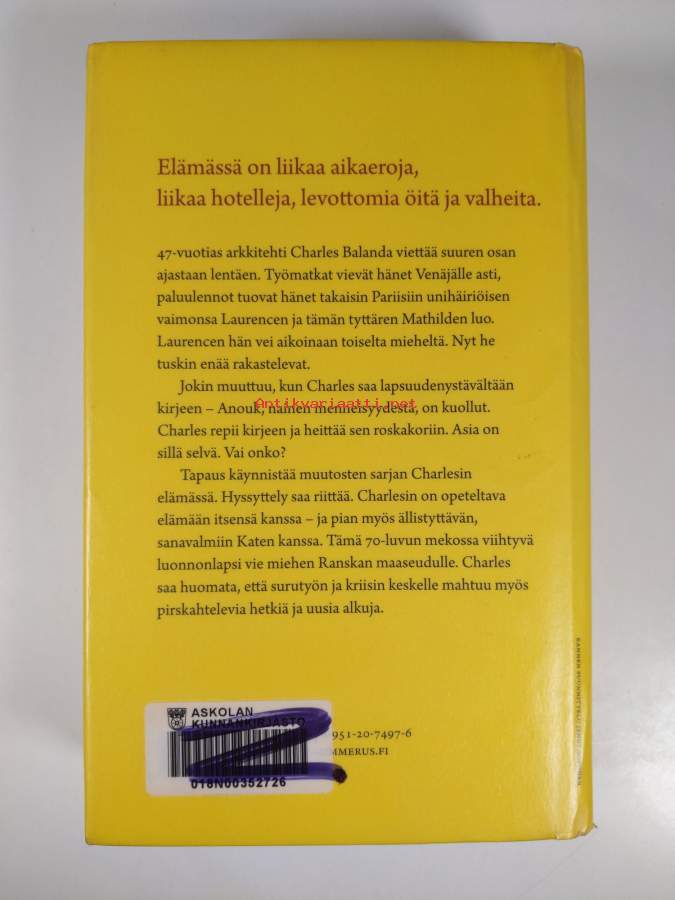 Elämässä on liikaa aikaeroja,
liikaa hotelleja, levottomia öitä ja valheita.
47-vuotias arkkitehti Charles Balanda viettää suuren osan
ajastaan lentäen. Työmatkat vievät hänet Venäjälle asti,
paluulennot tuovat hänet takaisin Pariisiin unihäiriöisen
vaimonsa Laurencen ja tämän tyttären Mathilden luo.
Laurencen hän vei aikoinaan toiselta mieheltä. Nyt he
tuskin enää rakastelevat.
Jokin muuttuu, kun Charles saa lapsuudenystävältään
Antikvariaatti.net
kirjeen – Anouk, nainen menneisyydestä, on kuollut.
Charles repii kirjeen ja heittää sen roskakoriin. Asia on
sillä selvä. Vai onko?
Tapaus käynnistää muutosten sarjan Charlesin
elämässä. Hyssyttely saa riittää. Charlesin on opeteltava
elämään itsensä kanssa – ja pian myös ällistyttävän,
sanavalmiin Katen kanssa. Tämä 70-luvun mekossa viihtyvä
luonnonlapsi vie miehen Ranskan maaseudulle. Charles
saa huomata, että surutyön ja kriisin keskelle mahtuu myös
pirskahtelevia hetkiä ja uusia alkuja.
ASKOLAN
KUNNANKIRJASTO
018N00352726
951-20-7497-6
MMERUS.FI
KANNEN SUUNNITTELU